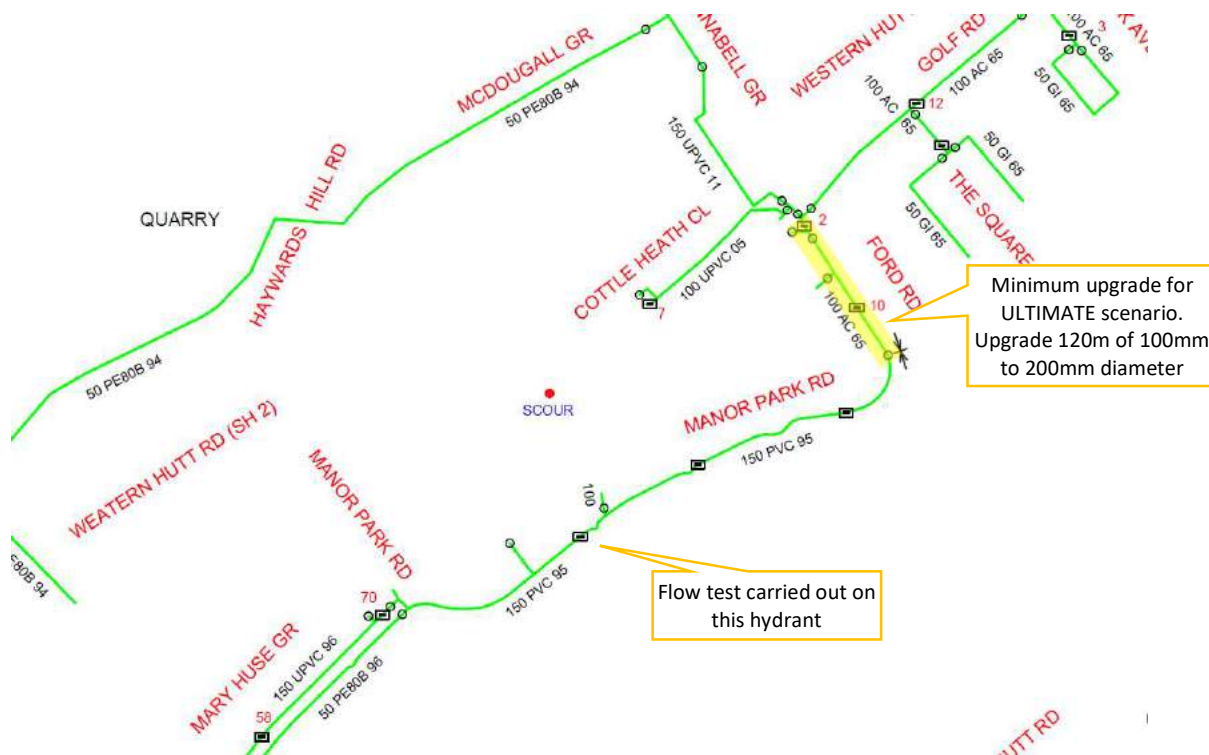 MCDOUGALL GR
50 PE80B 94
NNABELL GR
WESTERN HUTT
GOLF RD
100 AC 65
3
100 AC 65
K AVE
50 GI 65
12
100 AC 65
50 GI 65
THE SQUARE
50 GI 65
150 UPVC 11
HAYWARDS HILL RD
QUARRY
2
COTTLE HEATH CL
100 UPVC 05
7
FORD RD
10
100 AC 65
Minimum upgrade for
ULTIMATE scenario.
Upgrade 120m of 100mm
to 200mm diameter
50 PE80B 94
SCOUR
MANOR PARK RD
150 PVC 95
WEATERN HUTT RD (SH 2)
MANOR PARK RD
100
E80B 94
150 PVC 95
Flow test carried out on
this hydrant
70
MARY HUSE GR
150 UPVC 96
50 PE80B 96
58
UTT RD